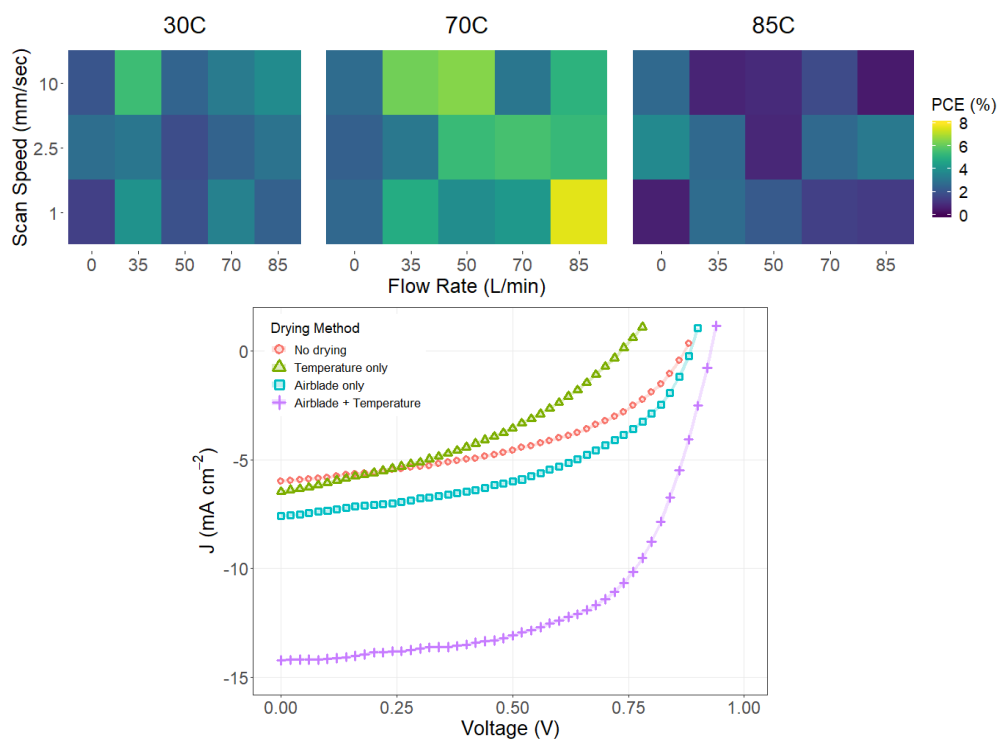 30C 70C 85C
Scan Speed (mm/sec)
10
2.5
1
0 35 50 70 85 0 35 50 70 85 0 35 50 70 85
Flow Rate (L/min)
PCE (%)
8
6
4
2
0
Drying Method
No drying
Temperature only
Airblade only
Airblade + Temperature
J (mA cm⁻²)
0
-5
-10
-15
0.00 0.25 0.50 0.75 1.00
Voltage (V)